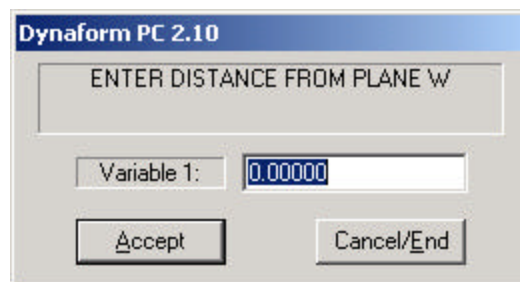 Dynaform PC 2.10
ENTER DISTANCE FROM PLANE W
Variable 1: 0.00000
Accept Cancel/End